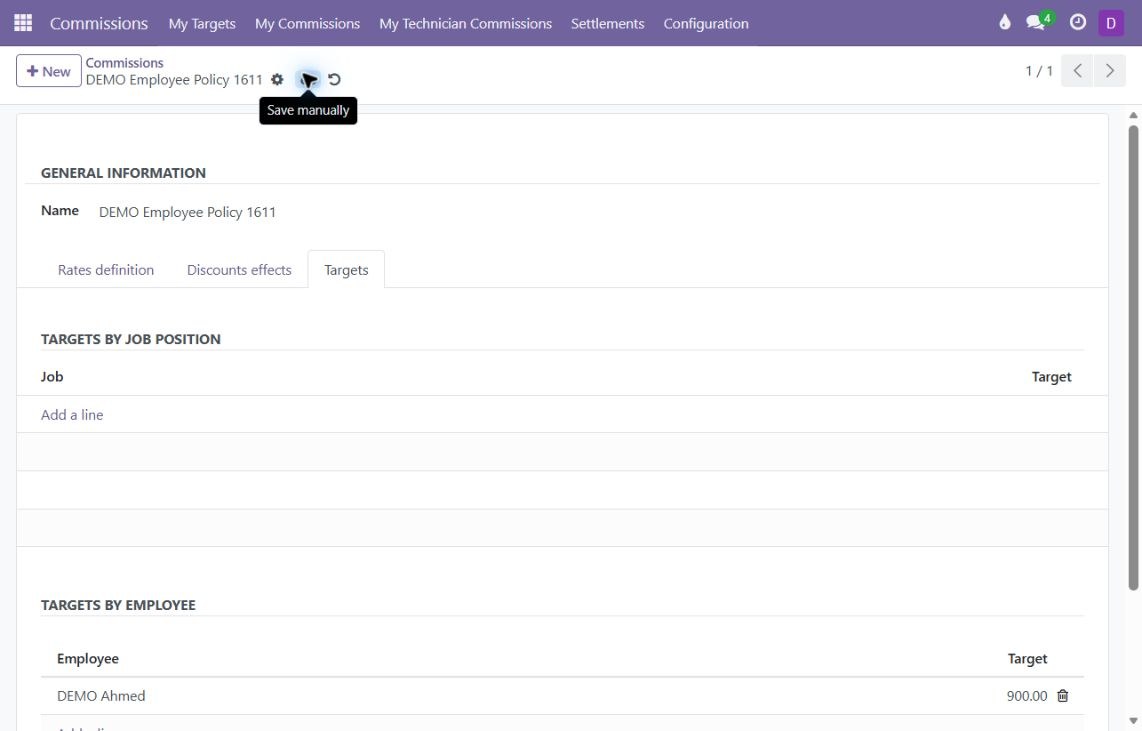 Commissions My Targets My Commissions My Technician Commissions Settlements Configuration 4 D
New
Commissions
DEMO Employee Policy 1611
1 / 1
Save manually
GENERAL INFORMATION
Name DEMO Employee Policy 1611
Rates definition Discounts effects Targets
TARGETS BY JOB POSITION
Job Target
Add a line
TARGETS BY EMPLOYEE
Employee Target
DEMO Ahmed 900.00